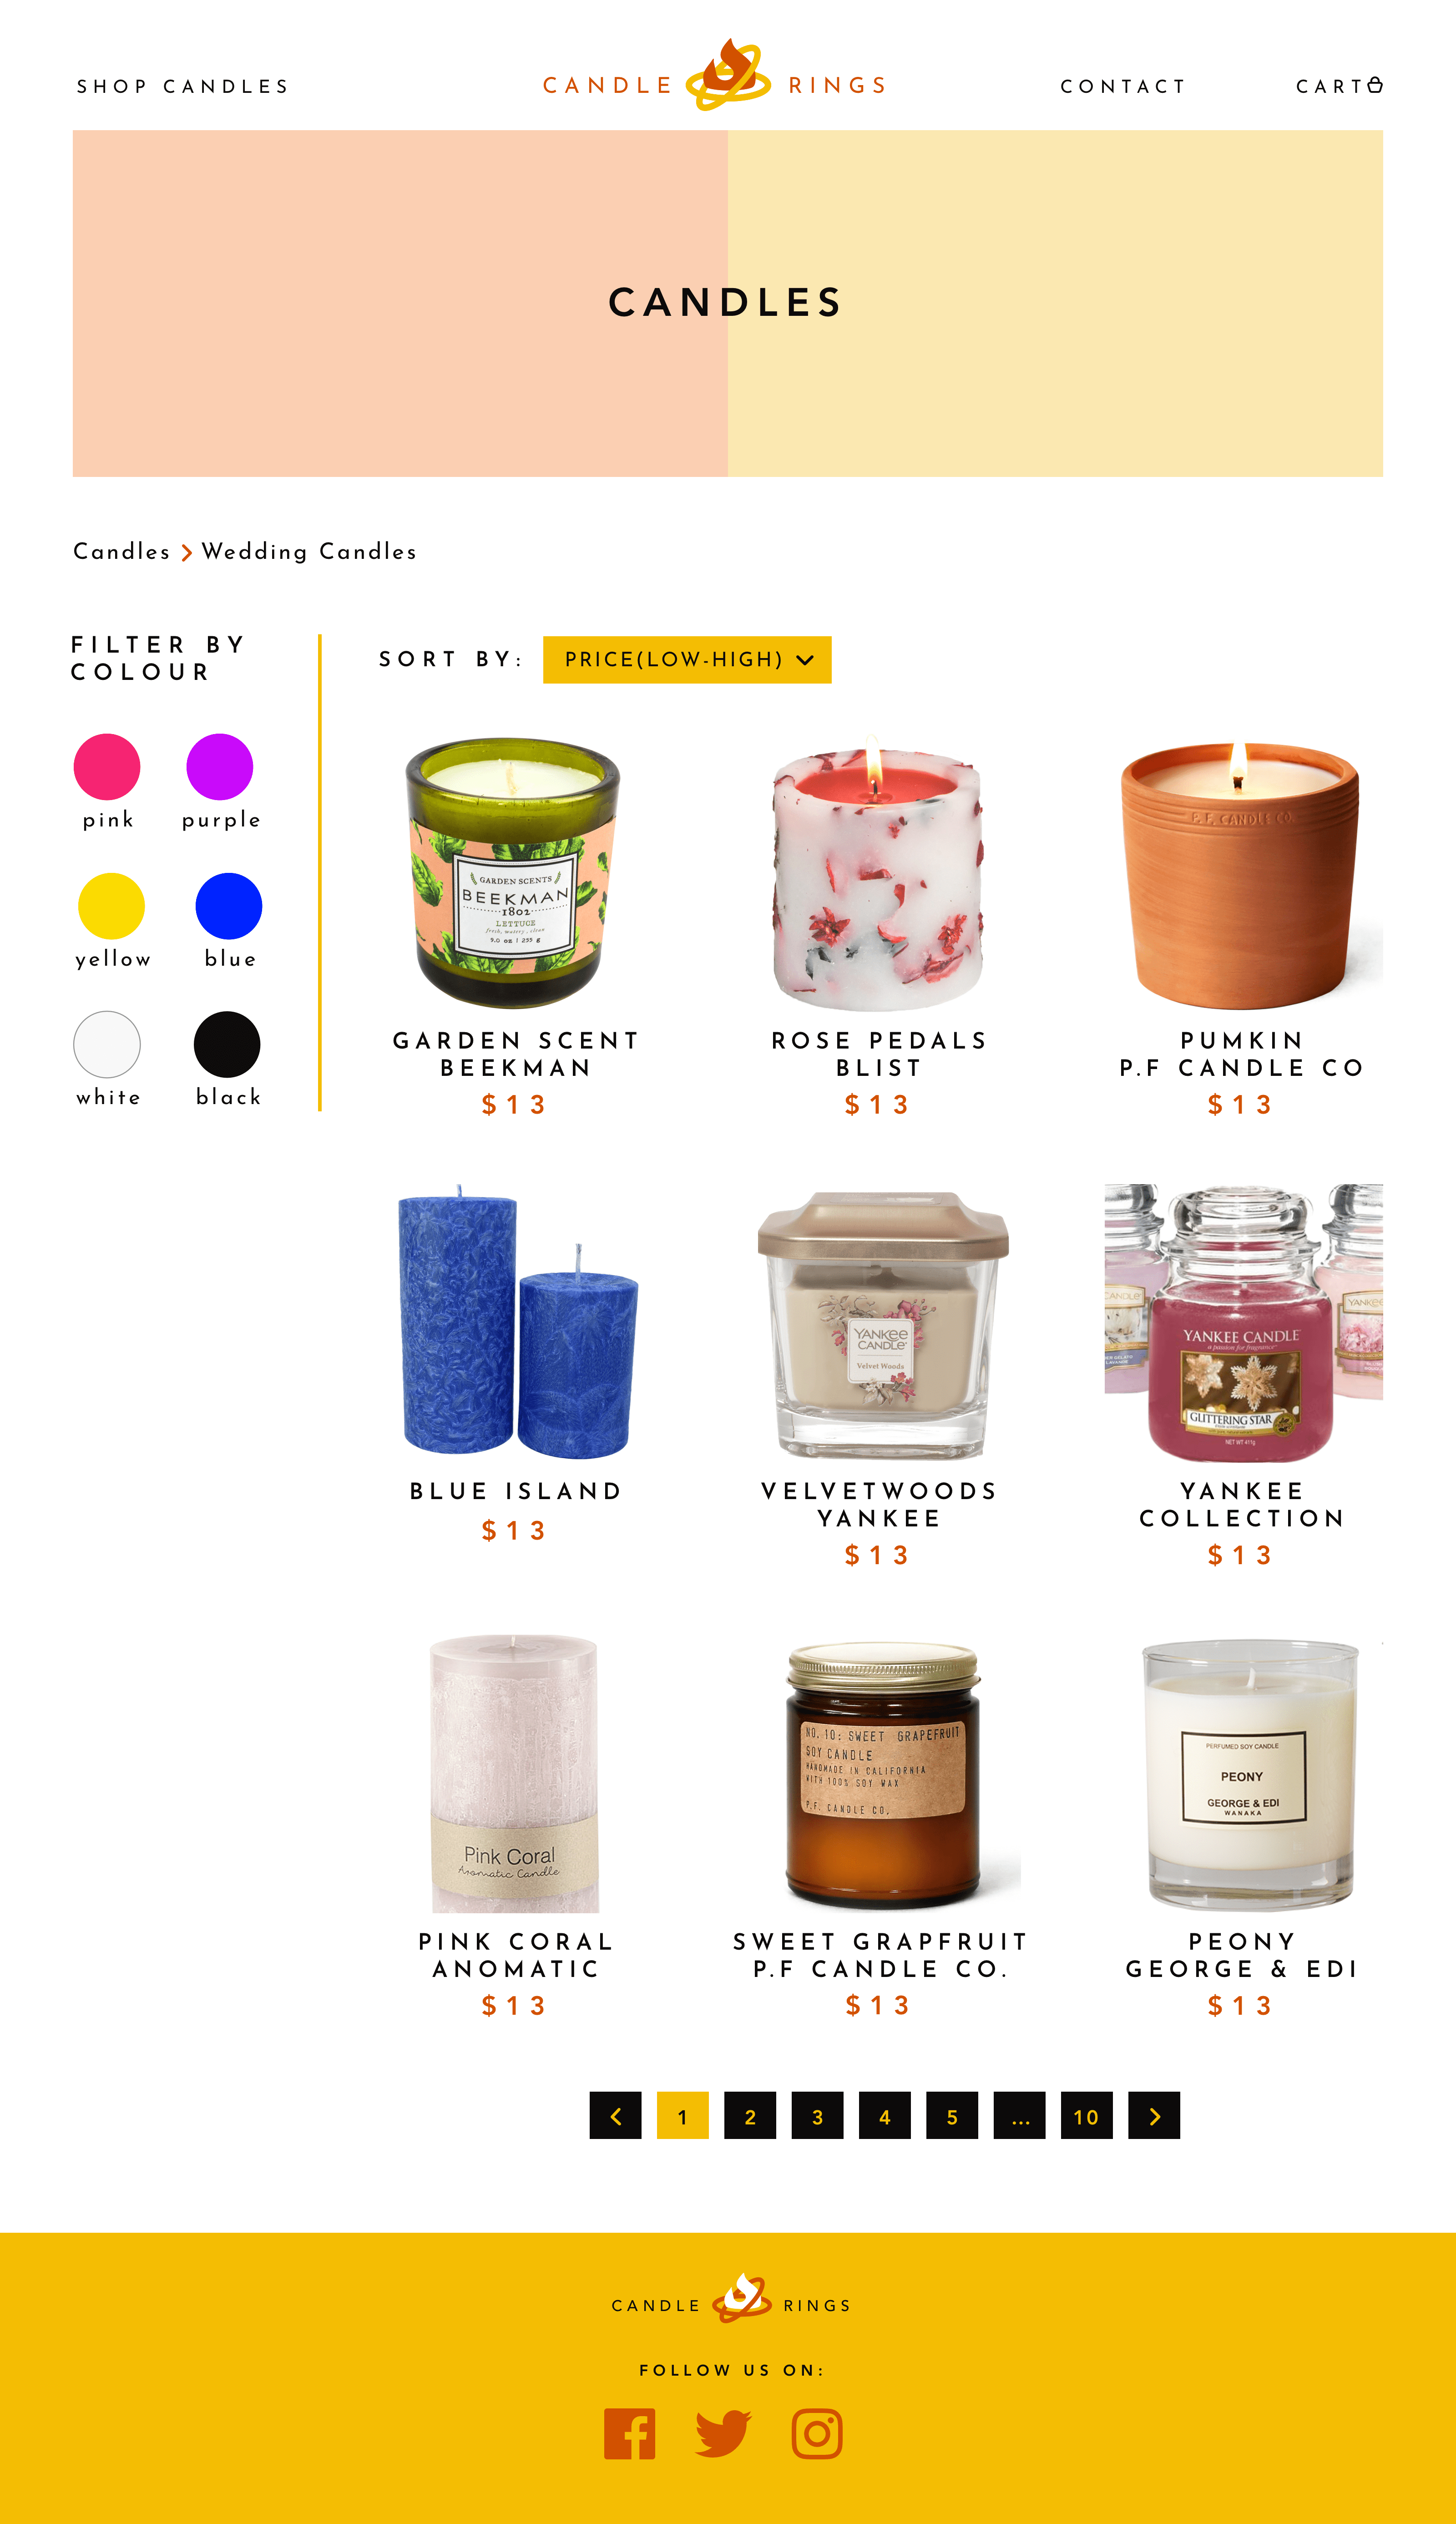 SHOP CANDLES
CANDLE RINGS
CONTACT
CART
CANDLES
Candles > Wedding Candles
FILTER BY
COLOUR
pink
purple
yellow
blue
white
black
SORT BY:
PRICE(LOW-HIGH)
GARDEN SCENTS
BEEKMAN
1802
LETTUCE
fresh, watery, clean
9.0 oz | 255 g
P.F. CANDLE CO.
GARDEN SCENT
BEEKMAN
$13
ROSE PEDALS
BLIST
$13
PUMKIN
P.F CANDLE CO
$13
YANKEE
CANDLE
Velvet Woods
CANDLE
YANKEE CANDLE
a passion for fragrance
GLITTERING STAR
NET WT 411g
YANKEE
BLUE ISLAND
$13
VELVETWOODS
YANKEE
$13
YANKEE
COLLECTION
$13
Pink Coral
Aromatic Candle
NO. 10: SWEET GRAPEFRUIT
SOY CANDLE
HANDMADE IN CALIFORNIA
WITH 100% SOY WAX
P.F. CANDLE CO.
PERFUMED SOY CANDLE
PEONY
GEORGE & EDI
WANAKA
PINK CORAL
ANOMATIC
$13
SWEET GRAPFRUIT
P.F CANDLE CO.
$13
PEONY
GEORGE & EDI
$13
1 2 3 4 5 ... 10
CANDLE RINGS
FOLLOW US ON: